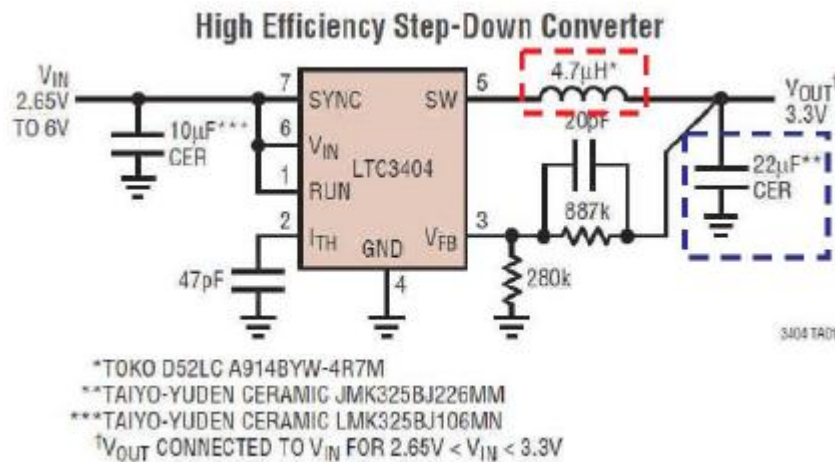 High Efficiency Step-Down Converter
VIN
2.65V
TO 6V
10µF***
CER
7
SYNC
6
VIN
1
RUN
2
ITH
47pF
LTC3404
GND
4
SW
5
VFB
3
4.7µH*
20pF
887k
280k
VOUT†
3.3V
22µF**
CER
3404 TA01
*TOKO D52LC A914BYW-4R7M
**TAIYO-YUDEN CERAMIC JMK325BJ226MM
***TAIYO-YUDEN CERAMIC LMK325BJ106MN
†VOUT CONNECTED TO VIN FOR 2.65V < VIN < 3.3V